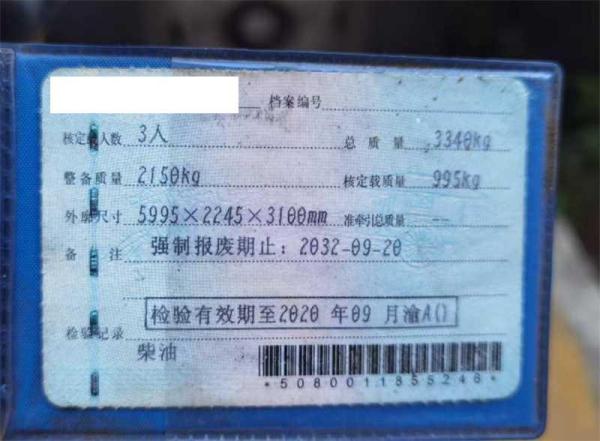 档案编号
核定载人数 3人 总质量 3340kg
整备质量 2150kg 核定载质量 995kg
外廓尺寸 5995×2245×3100mm 准牵引总质量 --
备注 强制报废期止：2032-09-20
检验有效期至2020 年09 月渝A()
检验记录
柴油
*5080011855246*